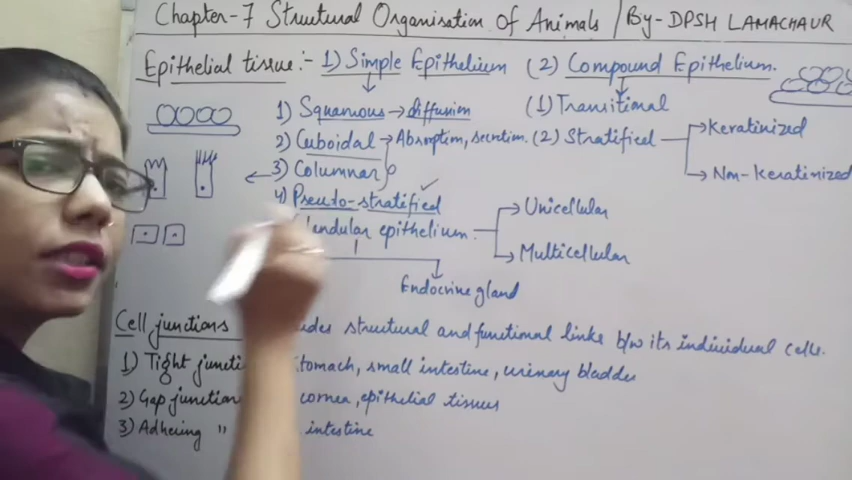 Chapter-7 Structural Organisation of Animals / By- DPSH LAMACHAUR
Epithelial tissue:- 1) Simple Epithelium (2) Compound Epithelium.
1) Squamous → diffusion (1) Transitional
2) Cuboidal → Absorption, secretion. (2) Stratified → Keratinized
3) Columnar → Non-Keratinized
4) Pseudo-stratified ✓
→ Unicellular
epithelium. → Multicellular
Endocrine gland
Cell junctions structural and functional links b/w its individual cells.
1) Tight small intestine, urinary bladder
2) Gap junction cornea, epithelial tissues
3) Adhering " intestine